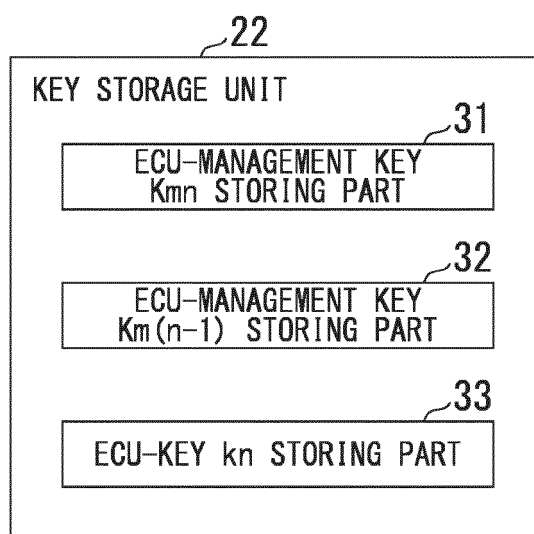 22
KEY STORAGE UNIT
31
ECU-MANAGEMENT KEY
Kmn STORING PART
32
ECU-MANAGEMENT KEY
Km(n-1) STORING PART
33
ECU-KEY kn STORING PART